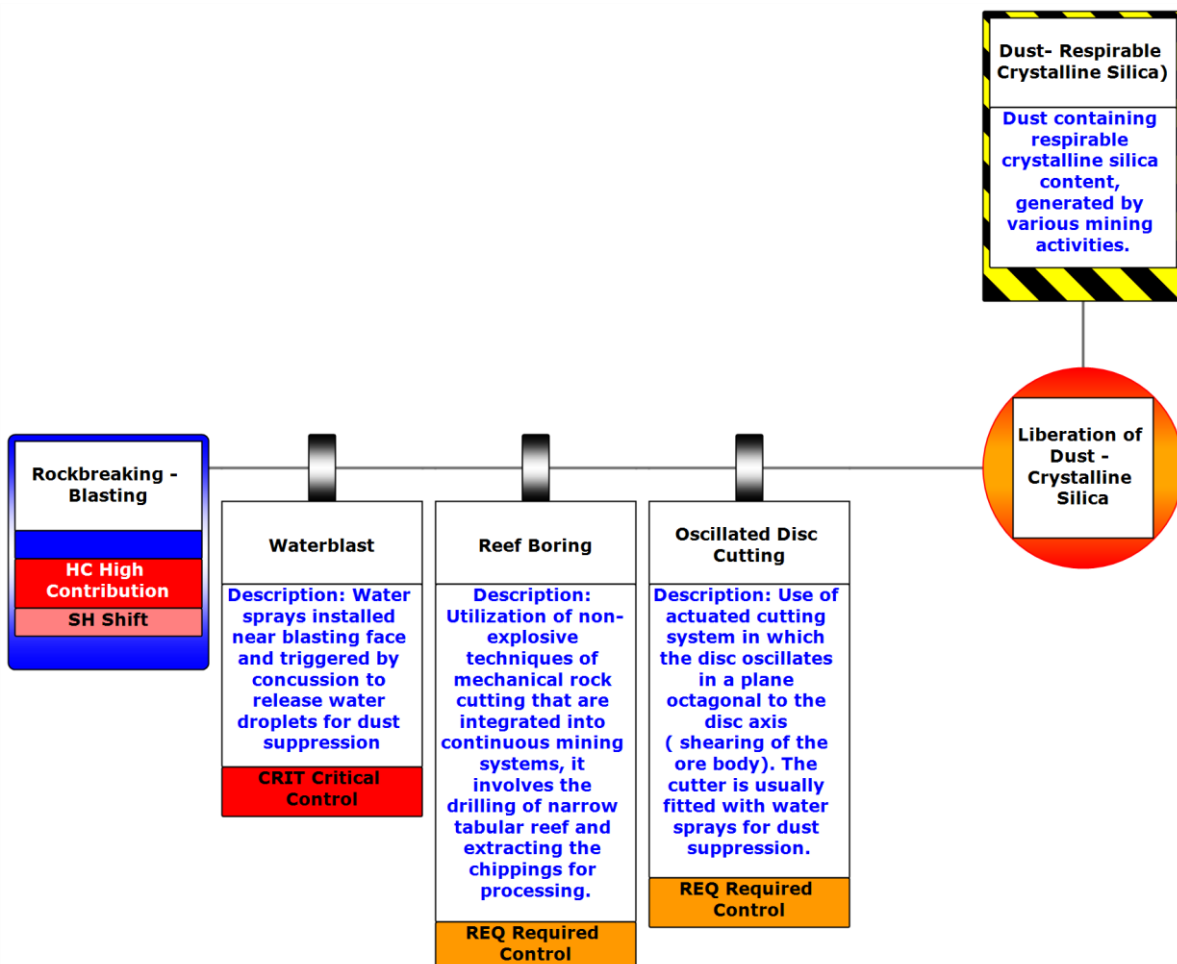 Dust- Respirable
Crystalline Silica)
Dust containing
respirable
crystalline silica
content,
generated by
various mining
activities.
Liberation of
Dust -
Crystalline
Silica
Rockbreaking -
Blasting
HC High
Contribution
SH Shift
Waterblast
Description: Water
sprays installed
near blasting face
and triggered by
concussion to
release water
droplets for dust
suppression
CRIT Critical
Control
Reef Boring
Description:
Utilization of non-
explosive
techniques of
mechanical rock
cutting that are
integrated into
continuous mining
systems, it
involves the
drilling of narrow
tabular reef and
extracting the
chippings for
processing.
REQ Required
Control
Oscillated Disc
Cutting
Description: Use of
actuated cutting
system in which
the disc oscillates
in a plane
octagonal to the
disc axis
( shearing of the
ore body). The
cutter is usually
fitted with water
sprays for dust
suppression.
REQ Required
Control